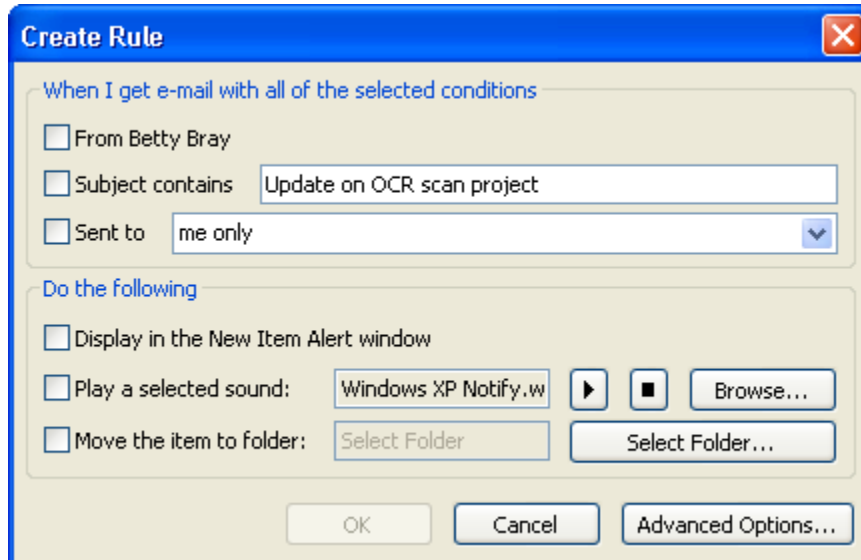 Create Rule
When I get e-mail with all of the selected conditions
From Betty Bray
Subject contains Update on OCR scan project
Sent to me only
Do the following
Display in the New Item Alert window
Play a selected sound: Windows XP Notify.w Browse...
Move the item to folder: Select Folder Select Folder...
OK Cancel Advanced Options...